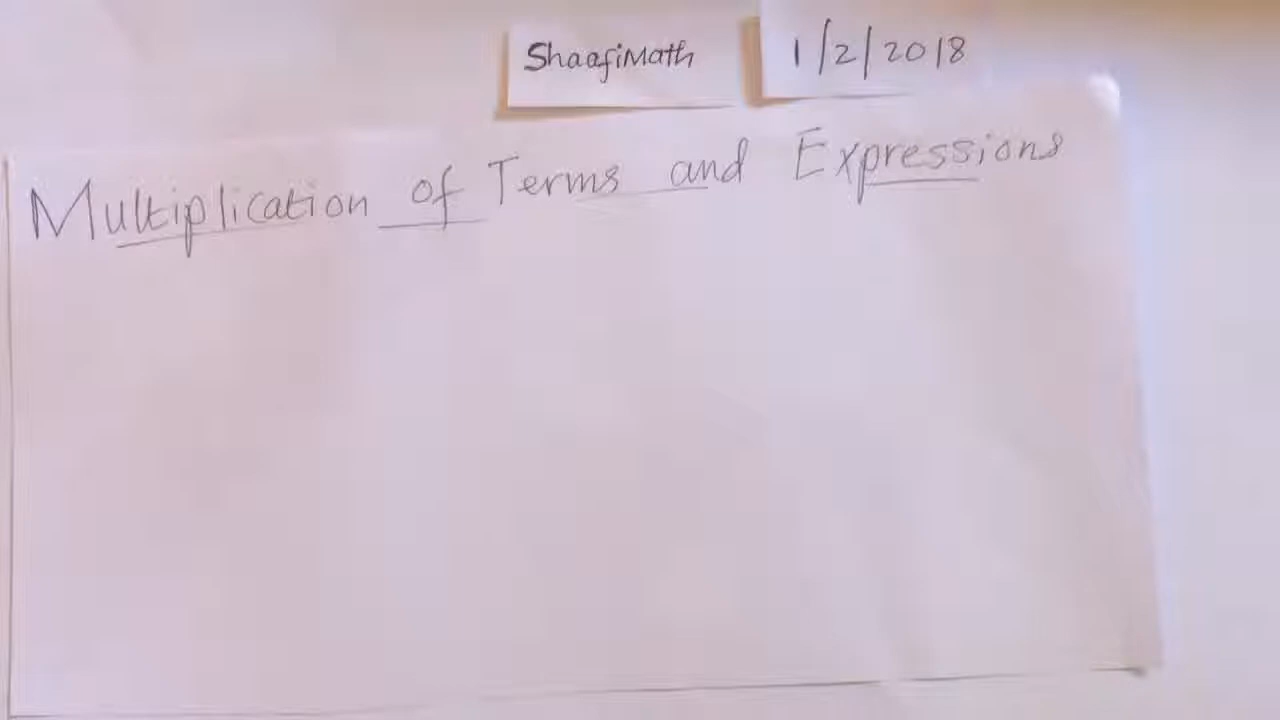 ShaafiMath
1/2/2018
Multiplication of Terms and Expressions